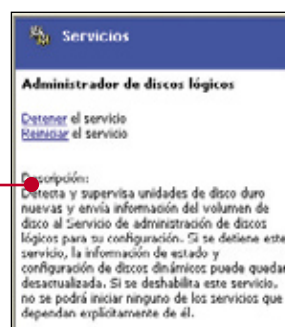 Servicios
Administrador de discos lógicos
Detener el servicio
Reiniciar el servicio
Descripción:
Detecta y supervisa unidades de disco duro
nuevas y envía información del volumen de
disco al Servicio de administración de discos
lógicos para su configuración. Si se detiene este
servicio, la información de estado y
configuración de discos dinámicos puede quedar
desactualizada. Si se deshabilita este servicio,
no se podrá iniciar ninguno de los servicios que
dependan explícitamente de él.